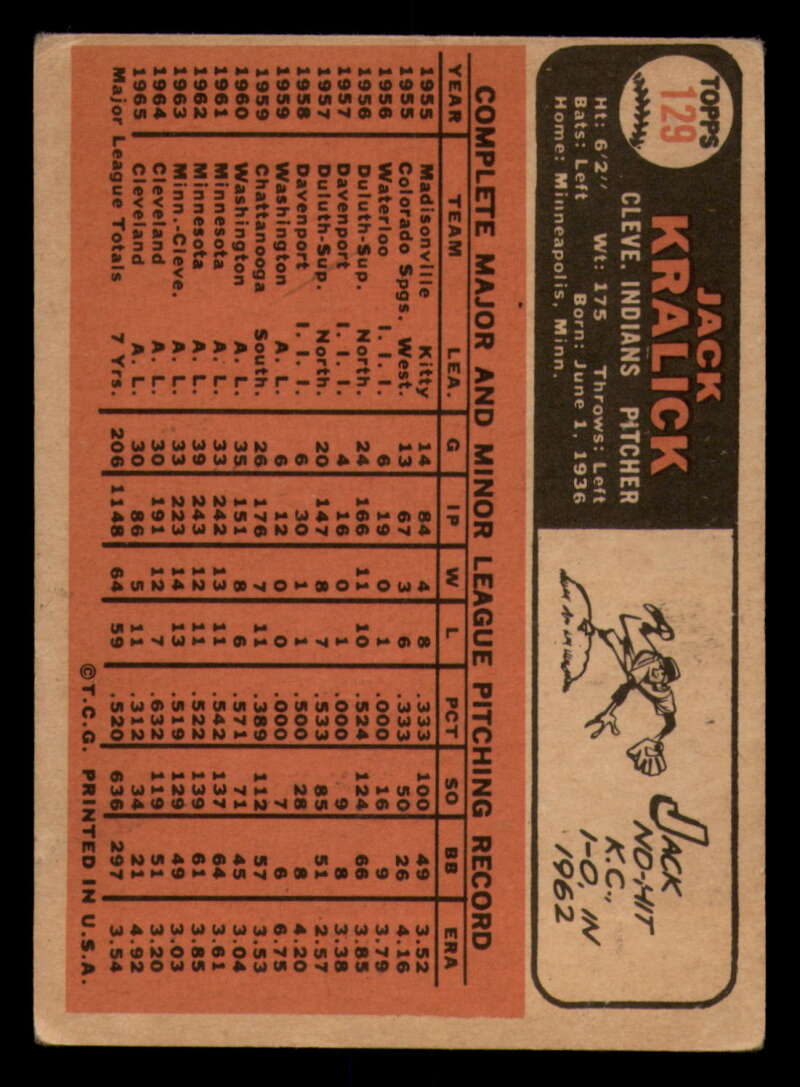 TOPPS
129
JACK
KRALICK
CLEVE. INDIANS PITCHER
Ht: 6'2" Wt: 175 Throws: Left
Bats: Left Born: June 1, 1936
Home: Minneapolis, Minn.
JACK
NO-HIT
K.C.,
1-0, IN
1962
COMPLETE MAJOR AND MINOR LEAGUE PITCHING RECORD
YEAR TEAM LEA. G IP W L PCT SO BB ERA
1955 Madisonville Kitty 14 84 4 8 .333 100 49 3.52
1955 Colorado Spgs. West. 13 67 3 6 .333 50 26 4.16
1956 Waterloo I. I. I. 6 19 0 1 .000 16 9 3.79
1956 Duluth-Sup. North. 24 166 11 10 .524 124 66 3.85
1957 Davenport I. I. I. 4 16 0 1 .000 9 8 3.38
1957 Duluth-Sup. North. 20 147 8 7 .533 85 51 2.57
1958 Davenport I. I. I. 6 30 1 1 .500 28 8 4.20
1959 Washington A. L. 6 12 0 0 .000 7 6 6.75
1959 Chattanooga South. 26 176 7 11 .389 112 57 3.53
1960 Washington A. L. 35 151 8 6 .571 71 45 3.04
1961 Minnesota A. L. 33 242 13 11 .542 137 64 3.61
1962 Minnesota A. L. 39 243 12 11 .522 139 61 3.85
1963 Minn.-Cleve. A. L. 33 223 14 13 .519 129 49 3.03
1964 Cleveland A. L. 30 191 12 7 .632 119 51 3.20
1965 Cleveland A. L. 30 86 5 11 .312 34 21 4.92
Major League Totals 7 Yrs. 206 1148 64 59 .520 636 297 3.54
©T.C.G. PRINTED IN U.S.A.